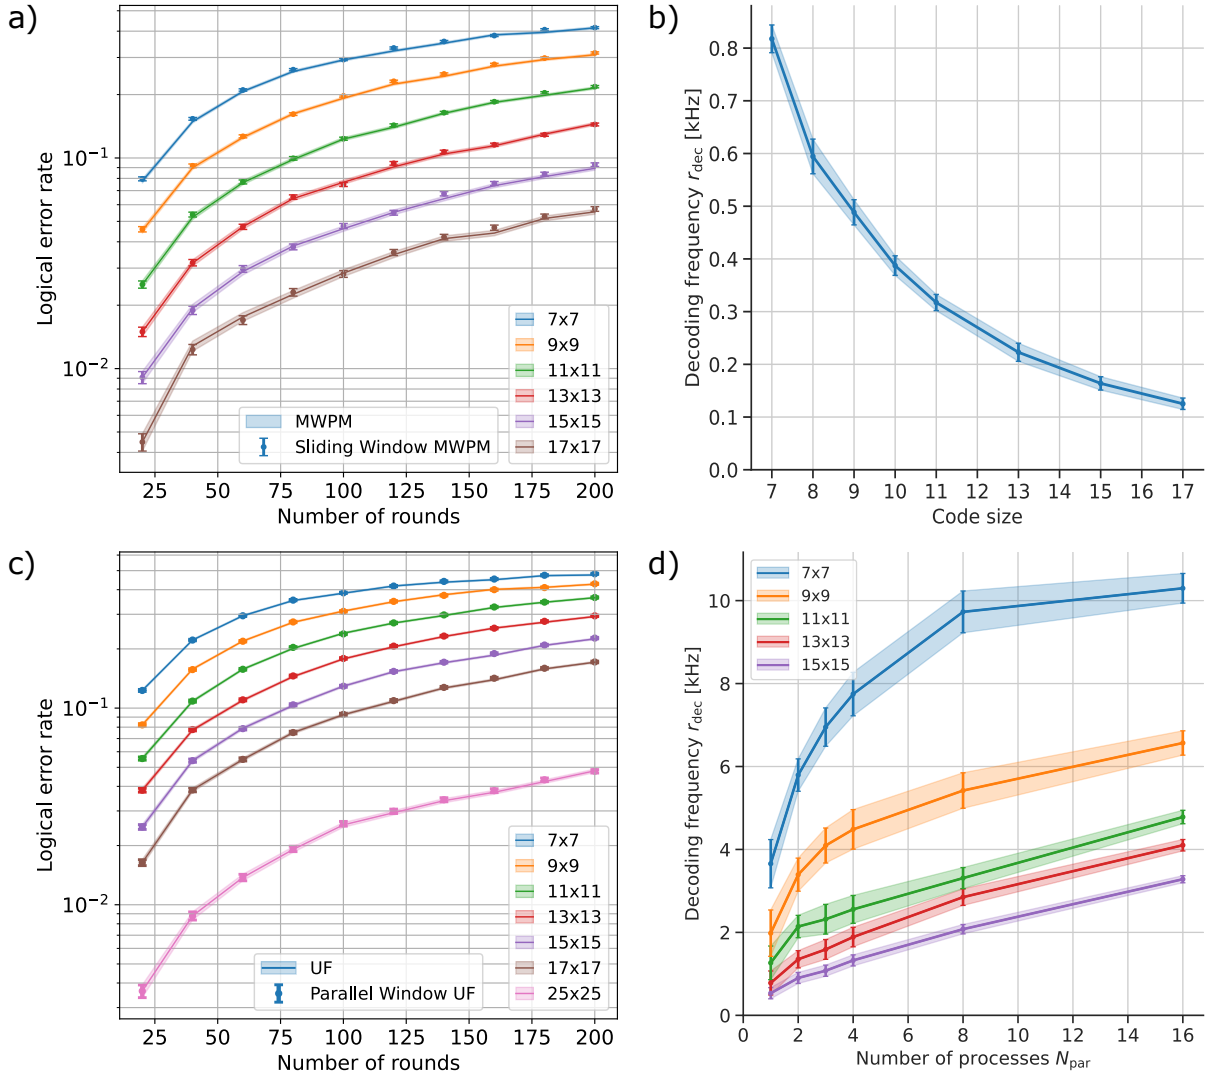 a)
Logical error rate
10⁻¹
10⁻²
7x7
9x9
11x11
13x13
15x15
17x17
MWPM
Sliding Window MWPM
25 50 75 100 125 150 175 200
Number of rounds
b)
Decoding frequency r_dec [kHz]
0.8
0.7
0.6
0.5
0.4
0.3
0.2
0.1
0.0
7 8 9 10 11 12 13 14 15 16 17
Code size
c)
Logical error rate
10⁻¹
10⁻²
7x7
9x9
11x11
13x13
15x15
17x17
25x25
UF
Parallel Window UF
25 50 75 100 125 150 175 200
Number of rounds
d)
Decoding frequency r_dec [kHz]
7x7
9x9
11x11
13x13
15x15
10
8
6
4
2
0
0 2 4 6 8 10 12 14 16
Number of processes N_par